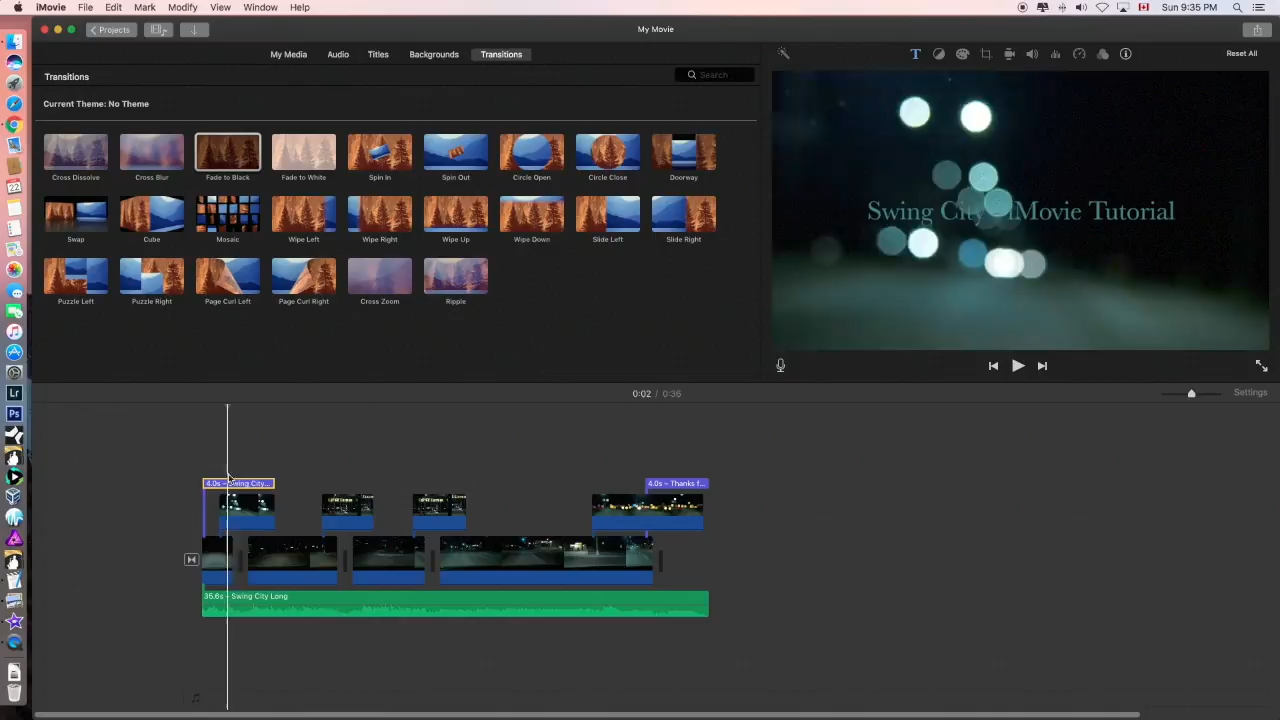 iMovie File Edit Mark Modify View Window Help Sun 9:35 PM
Projects My Movie
My Media Audio Titles Backgrounds Transitions
T Reset All
Transitions Search
Current Theme: No Theme
Cross Dissolve Cross Blur Fade to Black Fade to White Spin In Spin Out Circle Open Circle Close Doorway
Swap Cube Mosaic Wipe Left Wipe Right Wipe Up Wipe Down Slide Left Slide Right
Puzzle Left Puzzle Right Page Curl Left Page Curl Right Cross Zoom Ripple
Swing City - iMovie Tutorial
0:02 / 0:36 Settings
4.0s – Swing City... 4.0s – Thanks f...
35.6s – Swing City Long
22
Lr
Ps